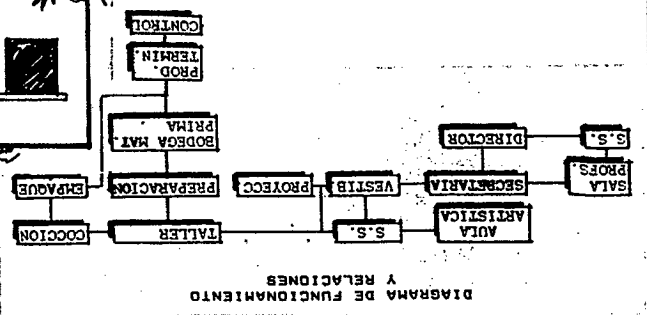 DIAGRAMA DE FUNCIONAMIENTO
Y RELACIONES
AULA
ARTISTICA
S.S.
TALLER
COCCION
SALA
PROFS.
SECRETARIA
VESTIB
PROYECC
PREPARACION
EMPAQUE
S.S.
DIRECTOR
BODEGA MAT.
PRIMA
PROD.
TERMIN.
CONTROL